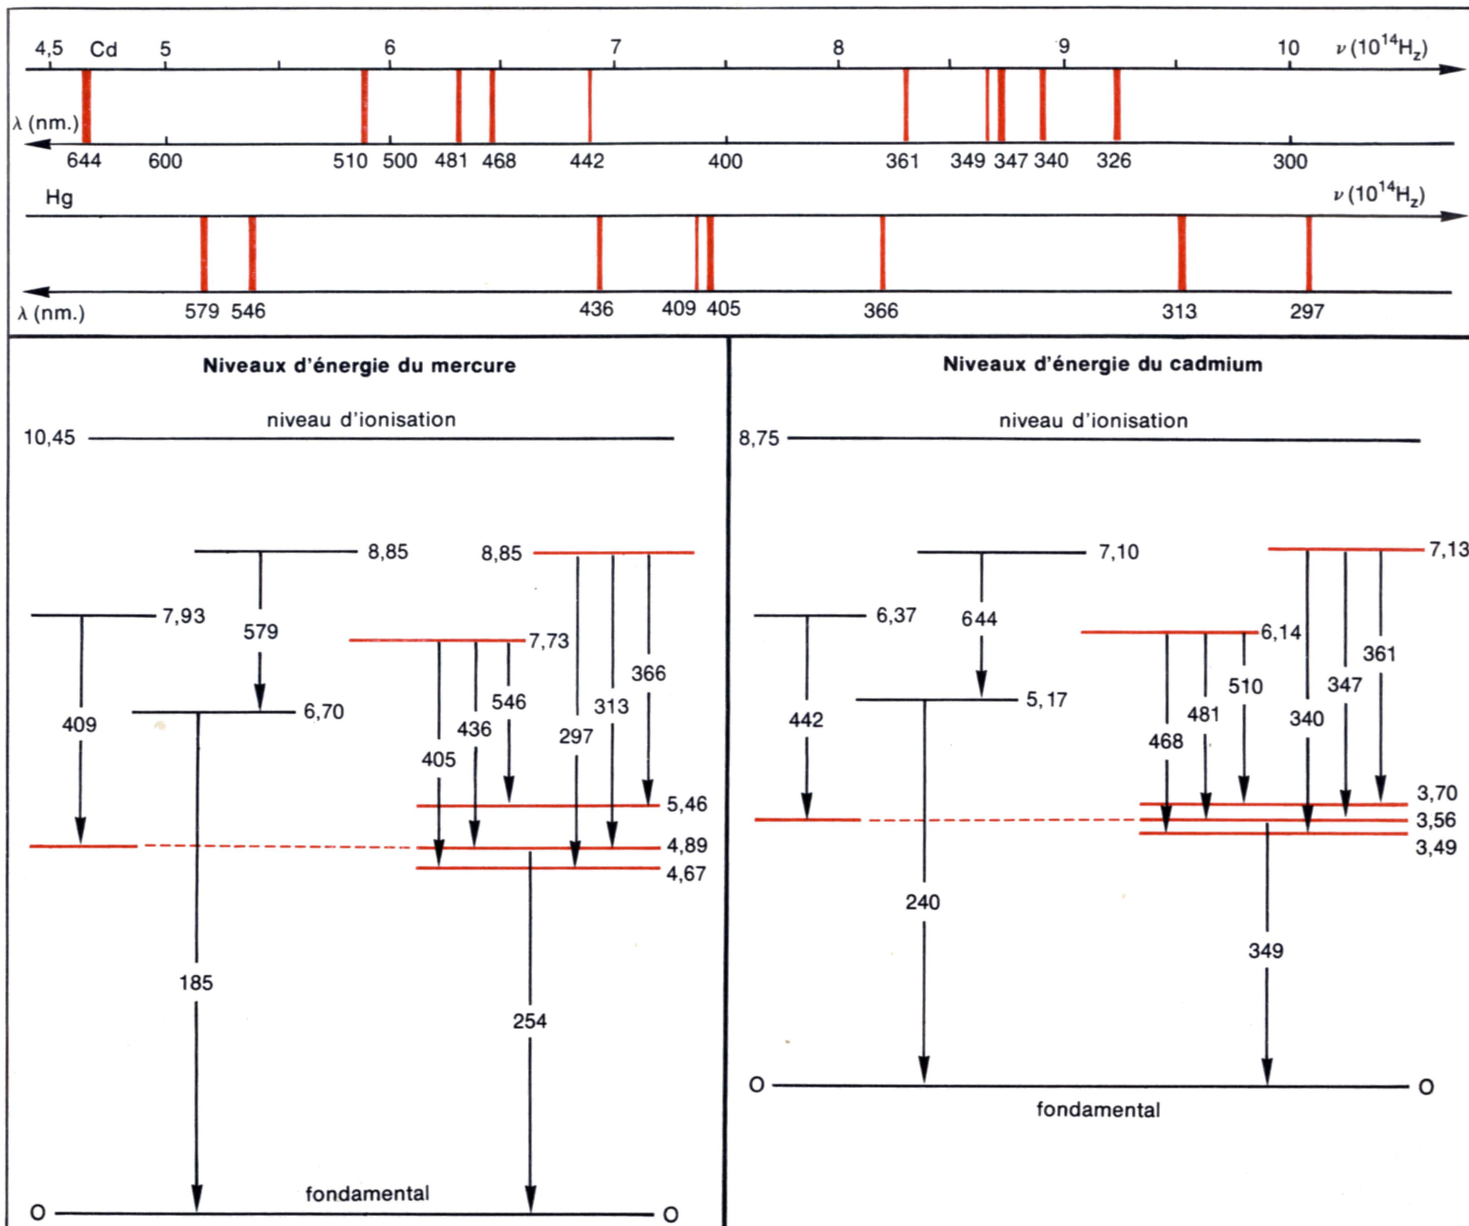 4,5 Cd 5 6 7 8 9 10 ν (10¹⁴Hz)
λ (nm.)
644 600 510 500 481 468 442 400 361 349 347 340 326 300
Hg ν (10¹⁴Hz)
λ (nm.) 579 546 436 409 405 366 313 297
Niveaux d'énergie du mercure
niveau d'ionisation
10,45
8,85 8,85
7,93
579
7,73
366
546
313
6,70
409
436
297
405
5,46
4,89
4,67
185
254
fondamental
O O
Niveaux d'énergie du cadmium
niveau d'ionisation
8,75
7,10 7,13
6,37
644
6,14
361
510 347
5,17
442
481
340
468
3,70
3,56
3,49
240
349
O O
fondamental